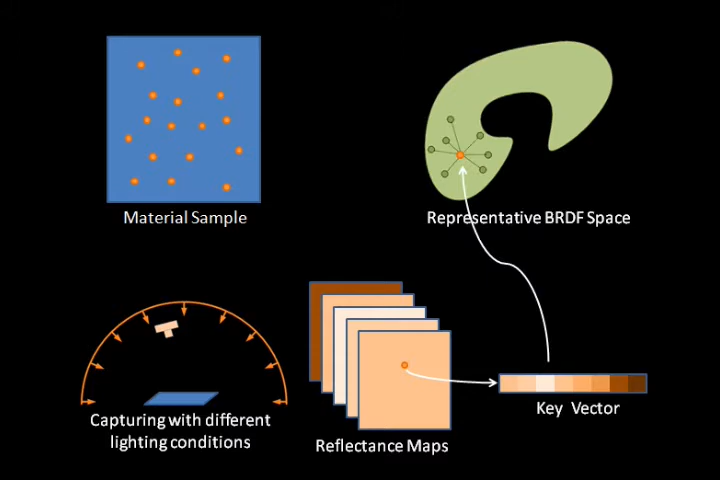 Material Sample
Representative BRDF Space
Capturing with different
lighting conditions
Reflectance Maps
Key Vector